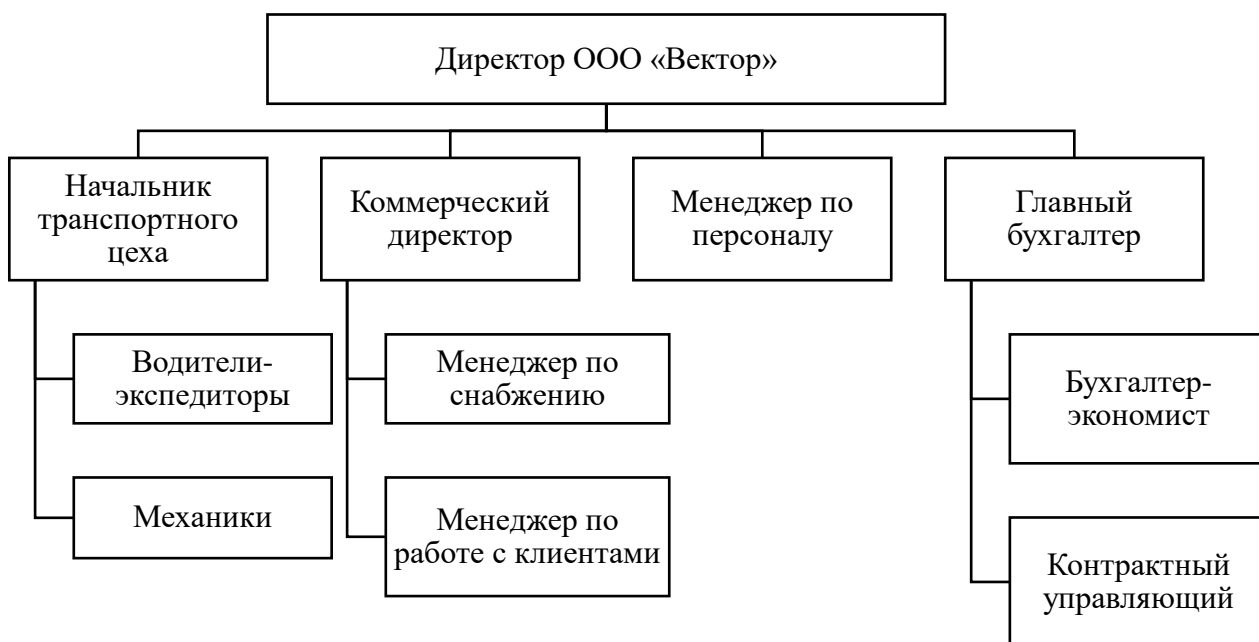 Директор ООО «Вектор»
Начальник
транспортного
цеха
Коммерческий
директор
Менеджер по
персоналу
Главный
бухгалтер
Водители-
экспедиторы
Механики
Менеджер по
снабжению
Менеджер по
работе с клиентами
Бухгалтер-
экономист
Контрактный
управляющий